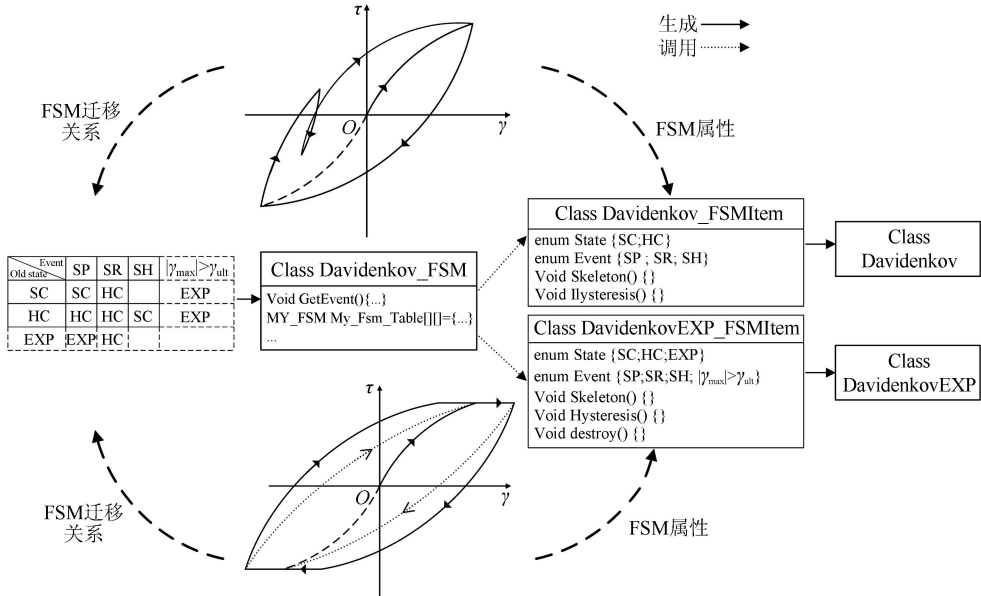 τ
γ
O
生成
调用
FSM迁移
关系
FSM属性
Event
Old state
SP SR SH |γmax|>γult
SC SC HC EXP
HC HC HC SC EXP
EXP EXP HC
Class Davidenkov_FSM
Void GetEvent(){...}
MY_FSM My_Fsm_Table[][]={...}
...
Class Davidenkov_FSMItem
enum State {SC;HC}
enum Event {SP ; SR; SH}
Void Skeleton() {}
Void Ilysteresis() {}
Class
Davidenkov
Class DavidenkovEXP_FSMItem
enum State {SC;HC;EXP}
enum Event {SP;SR;SH; |γmax|>γult}
Void Skeleton() {}
Void Hysteresis() {}
Void destroy() {}
Class
DavidenkovEXP
τ
γ
O
FSM迁移
关系
FSM属性